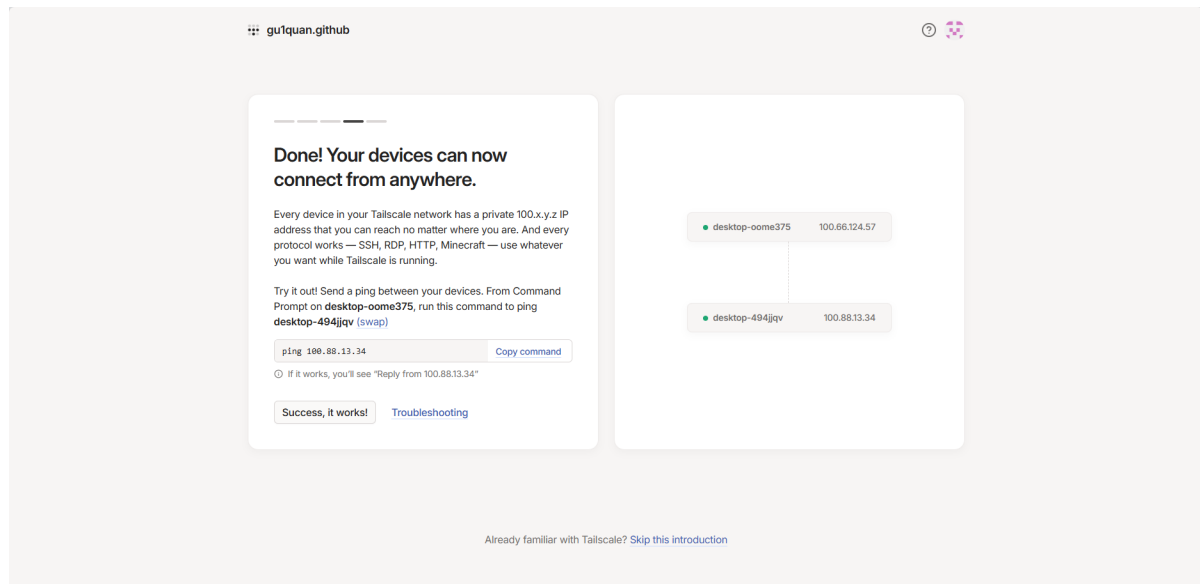 gu1quan.github
Done! Your devices can now
connect from anywhere.
Every device in your Tailscale network has a private 100.x.y.z IP
address that you can reach no matter where you are. And every
protocol works — SSH, RDP, HTTP, Minecraft — use whatever
you want while Tailscale is running.
Try it out! Send a ping between your devices. From Command
Prompt on desktop-oome375, run this command to ping
desktop-494jjqv (swap)
ping 100.88.13.34 Copy command
If it works, you’ll see “Reply from 100.88.13.34”
Success, it works! Troubleshooting
desktop-oome375 100.66.124.57
desktop-494jjqv 100.88.13.34
Already familiar with Tailscale? Skip this introduction